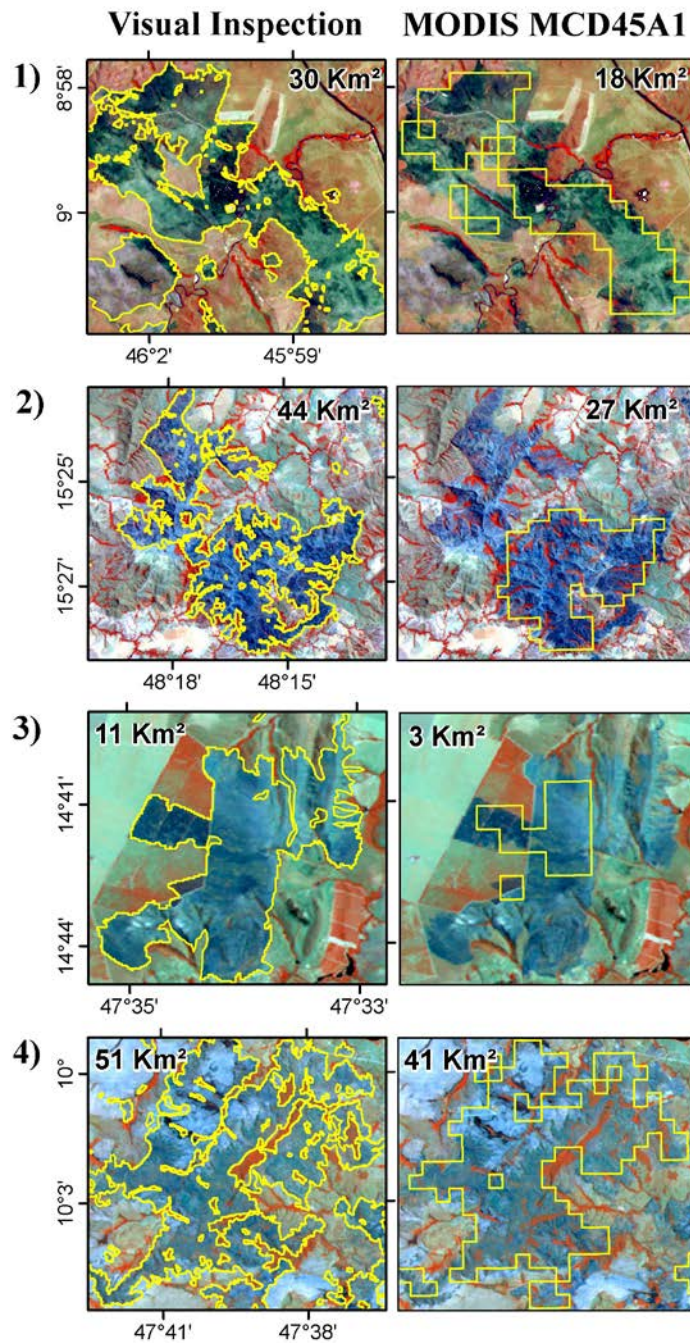 Visual Inspection MODIS MCD45A1
1) 30 Km² 18 Km²
8°58'
9°
46°2' 45°59'
2) 44 Km² 27 Km²
15°25'
15°27'
48°18' 48°15'
3) 11 Km² 3 Km²
14°41'
14°44'
47°35' 47°33'
4) 51 Km² 41 Km²
10°
10°3'
47°41' 47°38'